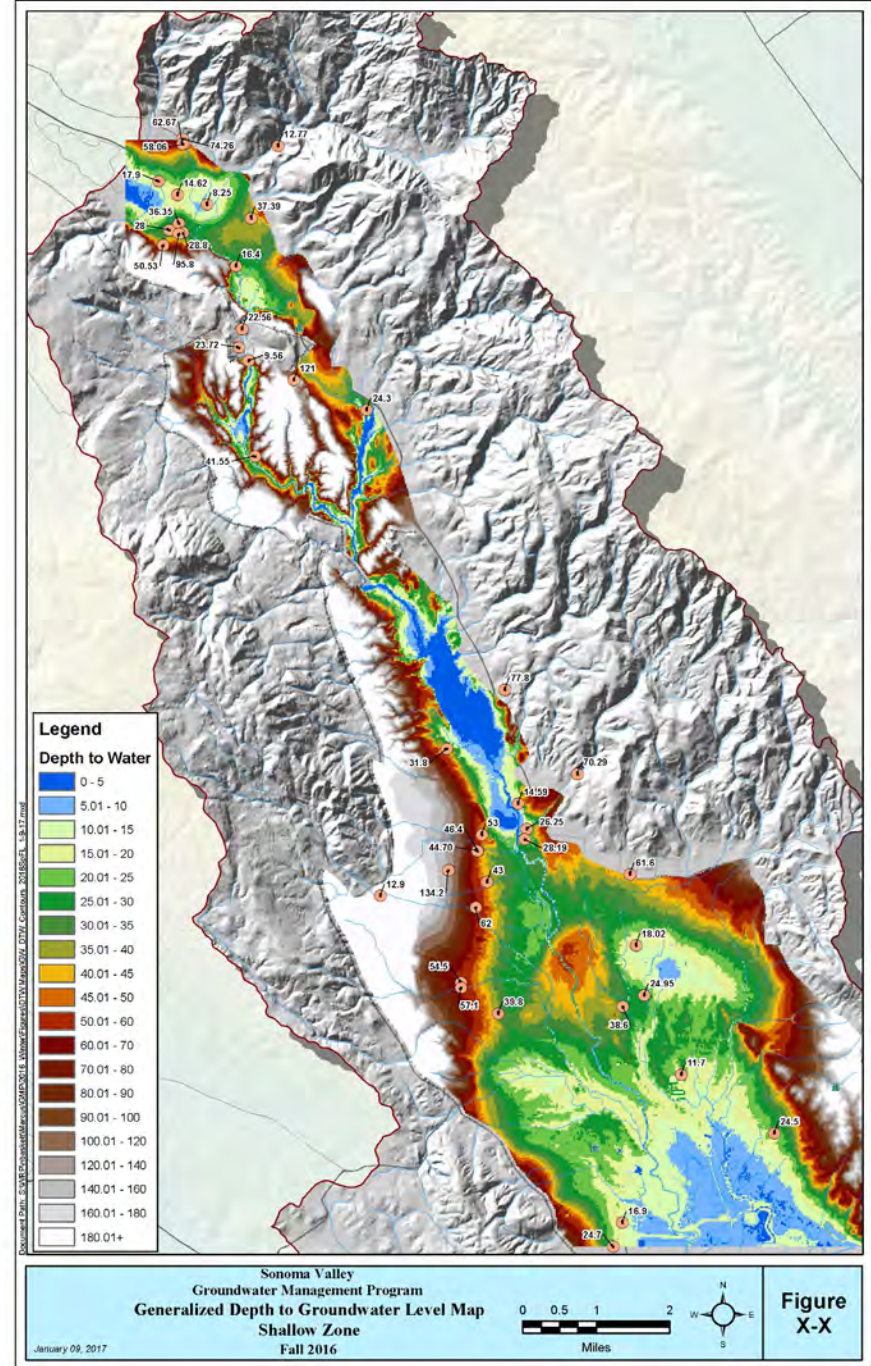 62.67
12.77
58.06
74.26
17.9
14.62
8.25
36.35
37.39
28
28.8
50.53
95.8
16.4
22.56
23.72
9.56
121
24.3
41.55
77.8
31.8
70.29
14.59
46.4
53
26.25
44.70
28.19
43
61.6
12.9
134.2
62
18.02
54.5
24.95
57.1
39.8
38.6
11.7
24.5
16.9
24.7
Legend
Depth to Water
0 - 5
5.01 - 10
10.01 - 15
15.01 - 20
20.01 - 25
25.01 - 30
30.01 - 35
35.01 - 40
40.01 - 45
45.01 - 50
50.01 - 60
60.01 - 70
70.01 - 80
80.01 - 90
90.01 - 100
100.01 - 120
120.01 - 140
140.01 - 160
160.01 - 180
180.01+
Sonoma Valley
Groundwater Management Program
Generalized Depth to Groundwater Level Map
Shallow Zone
Fall 2016
January 09, 2017
0 0.5 1 2
Miles
N
W E
S
Figure
X-X